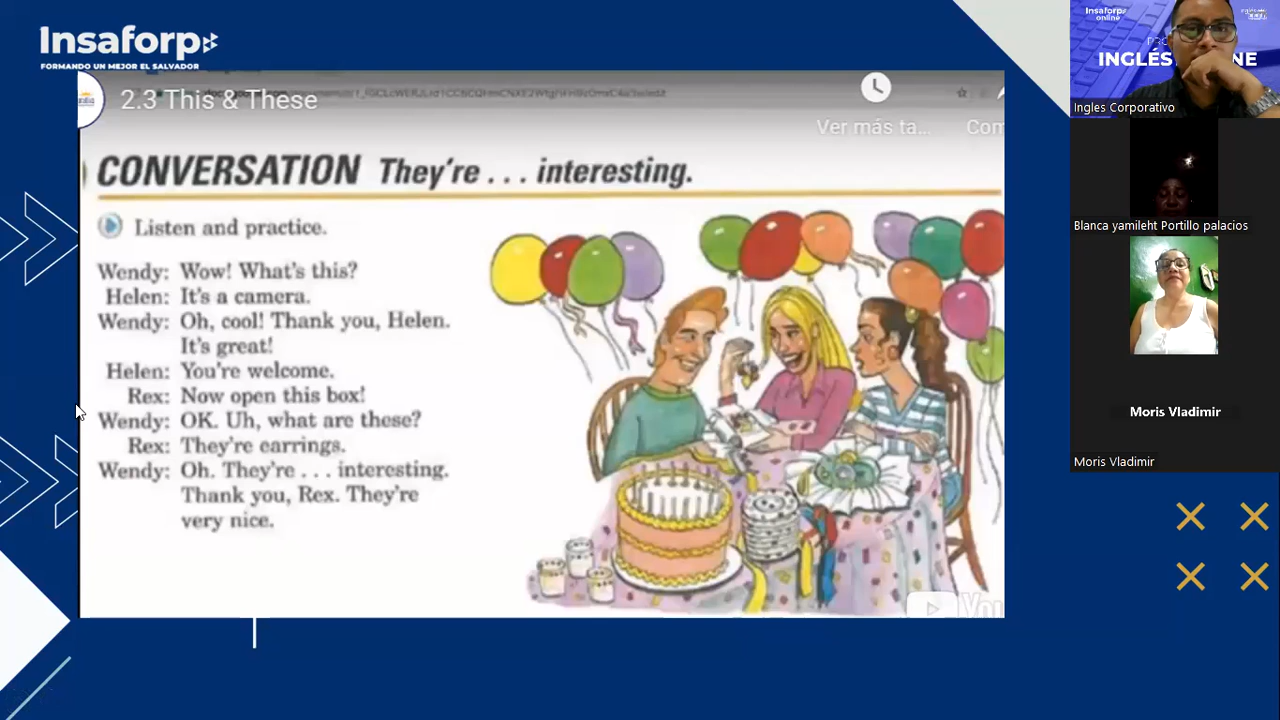 Insaforp
FORMANDO UN MEJOR EL SALVADOR
2.3 This & These
Ver más ta...
CONVERSATION They're . . . interesting.
Listen and practice.
Wendy: Wow! What's this?
Helen: It's a camera.
Wendy: Oh, cool! Thank you, Helen.
It's great!
Helen: You're welcome.
Rex: Now open this box!
Wendy: OK. Uh, what are these?
Rex: They're earrings.
Wendy: Oh. They're . . . interesting.
Thank you, Rex. They're
very nice.
Insaforp
online
INGLÉS
Ingles Corporativo
Blanca yamileht Portillo palacios
Moris Vladimir
Moris Vladimir